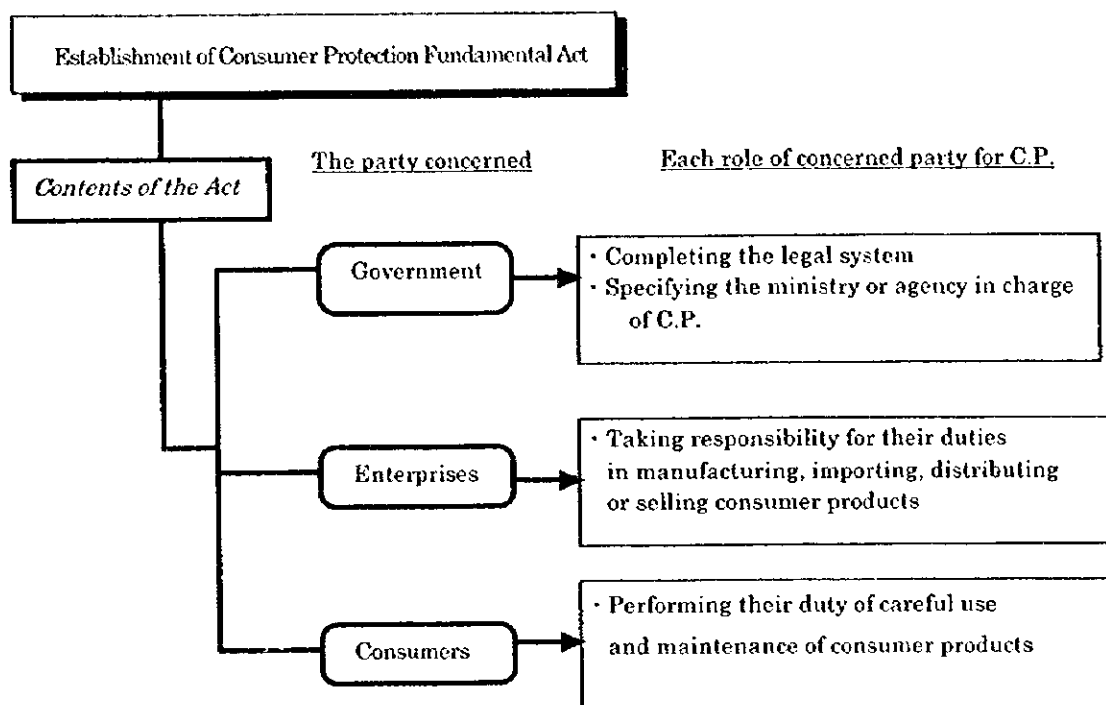 Establishment of Consumer Protection Fundamental Act
The party concerned
Each role of concerned party for C.P.
Contents of the Act
Government
· Completing the legal system
· Specifying the ministry or agency in charge
of C.P.
Enterprises
· Taking responsibility for their duties
in manufacturing, importing, distributing
or selling consumer products
Consumers
· Performing their duty of careful use
and maintenance of consumer products